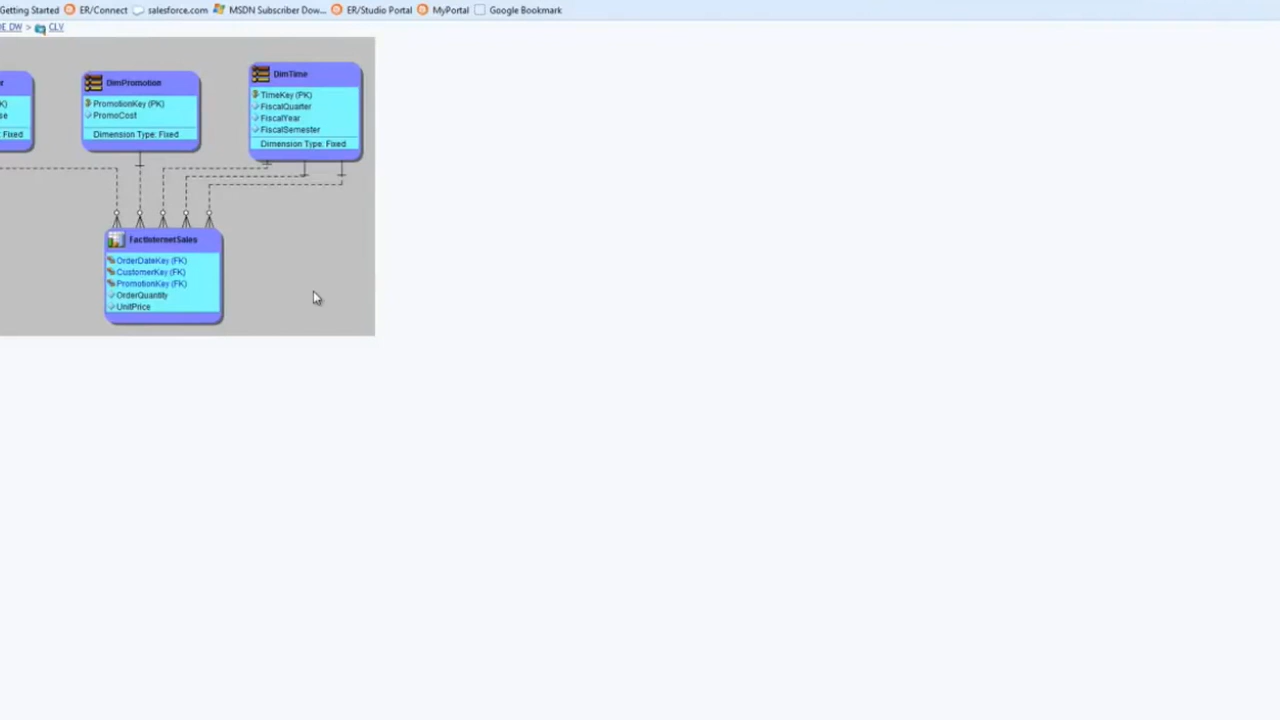 Getting Started ER/Connect salesforce.com MSDN Subscriber Dow... ER/Studio Portal MyPortal Google Bookmark
DW > CLV
DimPromotion
PromotionKey (PK)
PromoCost
Dimension Type: Fixed
DimTime
TimeKey (PK)
FiscalQuarter
FiscalYear
FiscalSemester
Dimension Type: Fixed
: Fixed
FactInternetSales
OrderDateKey (FK)
CustomerKey (FK)
PromotionKey (FK)
OrderQuantity
UnitPrice